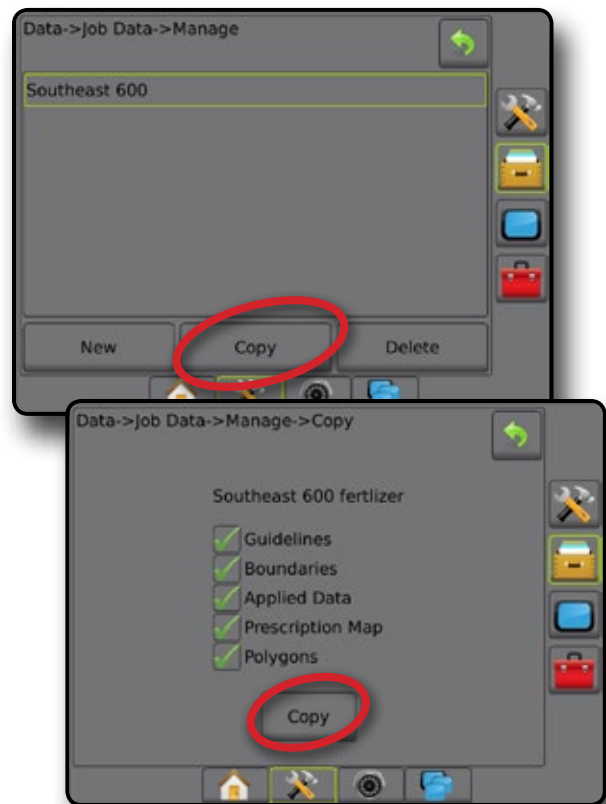 Data->Job Data->Manage
Southeast 600
New Copy Delete
Data->Job Data->Manage->Copy
Southeast 600 fertlizer
Guidelines
Boundaries
Applied Data
Prescription Map
Polygons
Copy